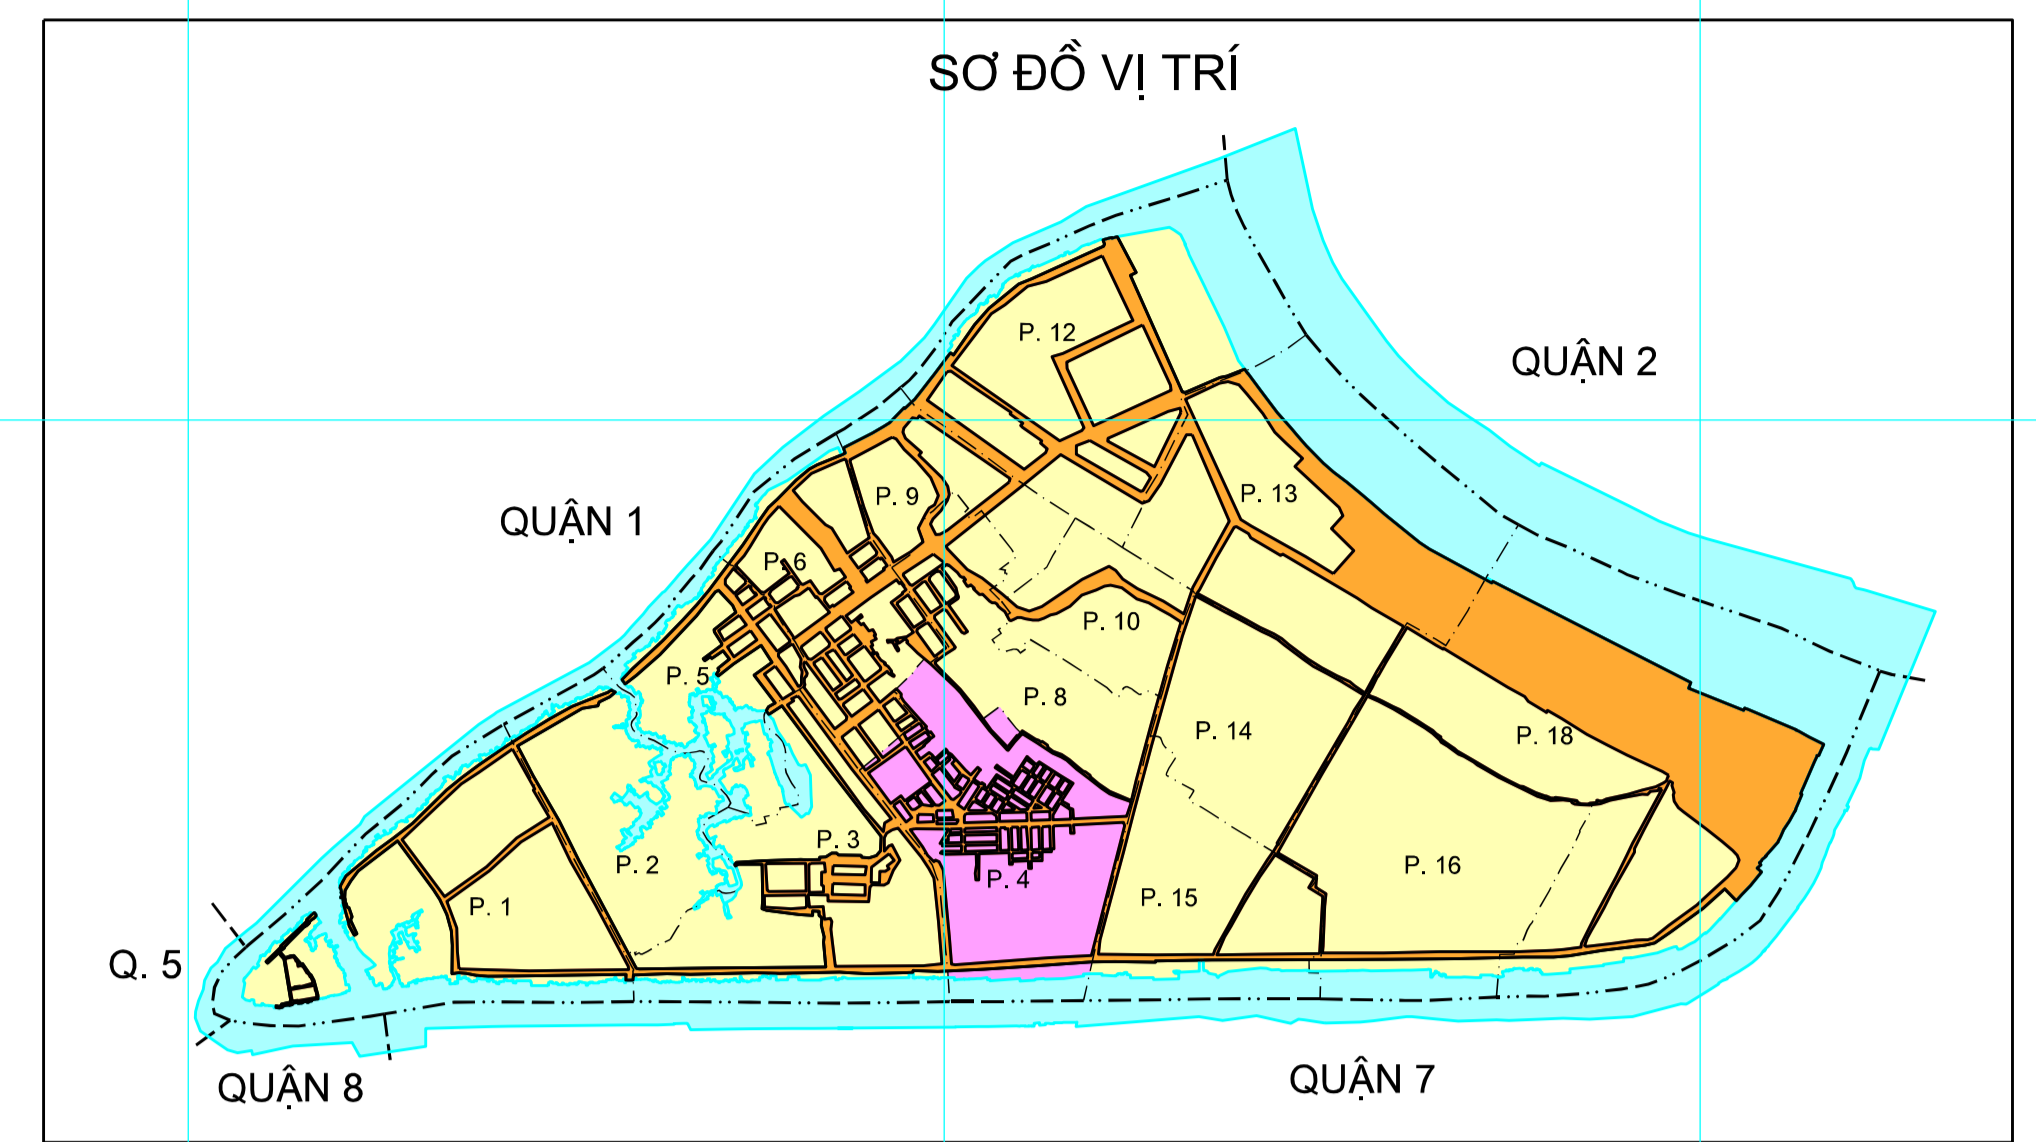 SƠ ĐỒ VỊ TRÍ
P. 12
QUẬN 2
P. 9
P. 13
QUẬN 1
P. 6
P. 10
P. 5
P. 8
P. 14
P. 18
P. 3
P. 2
P. 16
P. 4
P. 15
P. 1
Q. 5
QUẬN 7
QUẬN 8